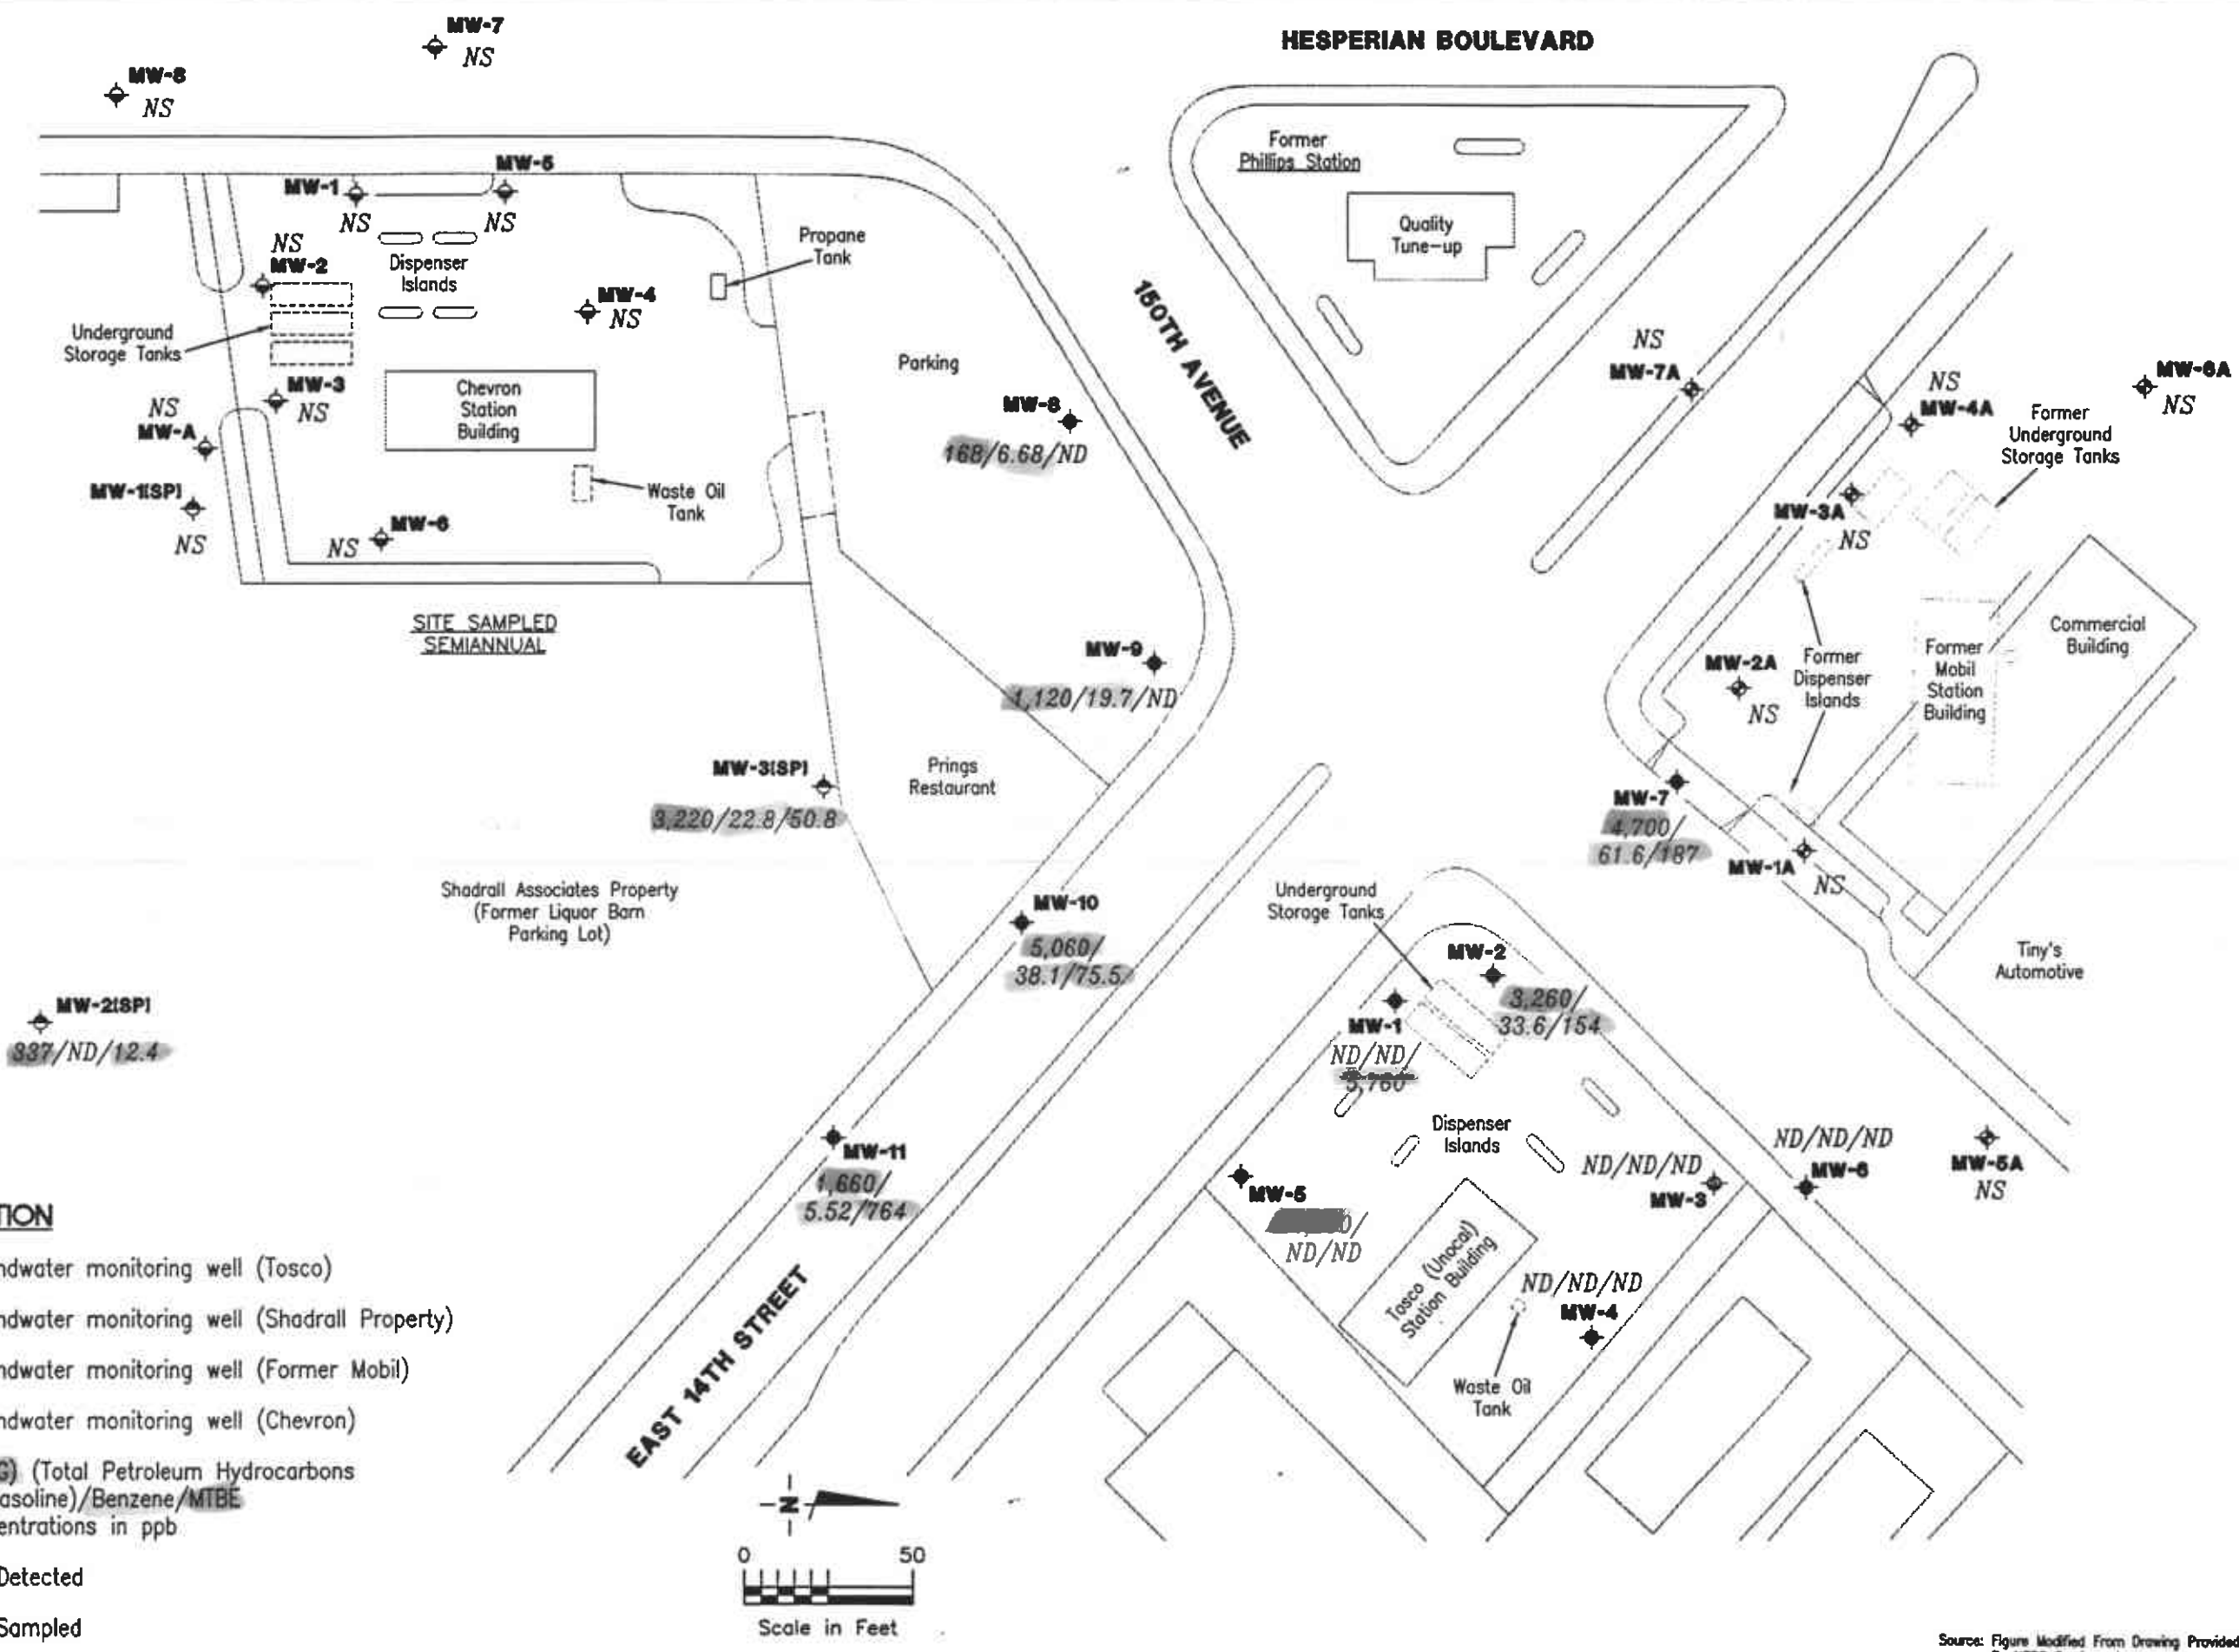 MW-7
NS
HESPERIAN BOULEVARD
MW-8
NS
Former
Phillips Station
MW-5
MW-1
NS
NS
NS
MW-2
Dispenser
Islands
Propane
Tank
Quality
Tune-up
150TH AVENUE
MW-4
NS
Underground
Storage Tanks
Parking
NS
MW-7A
MW-6A
NS
NS
MW-4A
Former
Underground
Storage Tanks
MW-3
NS
Chevron
Station
Building
NS
MW-A
MW-8
168/6.68/ND
MW-1(SP)
NS
Waste Oil
Tank
MW-6
NS
MW-3A
NS
SITE SAMPLED
SEMIANNUAL
Commercial
Building
MW-9
1,120/19.7/ND
MW-2A
NS
Former
Dispenser
Islands
Former
Mobil
Station
Building
MW-3(SP)
3,220/22.8/50.8
Prings
Restaurant
MW-7
4,700/
61.6/187
MW-1A
NS
Shadrall Associates Property
(Former Liquor Barn
Parking Lot)
MW-10
5,060/
38.1/75.5
Underground
Storage Tanks
MW-2
3,260/
33.6/154
Tiny's
Automotive
MW-2(SP)
337/ND/12.4
MW-1
ND/ND/
5,760
Dispenser
Islands
MW-11
1,660/
5.52/764
ND/ND/ND
MW-6
MW-5A
NS
ND/ND/ND
MW-3
MW-5
ND/ND
Tosco (Unocal)
Station Building
ND/ND/ND
MW-4
Waste Oil
Tank
EAST 14TH STREET
TION
ndwater monitoring well (Tosco)
ndwater monitoring well (Shadrall Property)
ndwater monitoring well (Former Mobil)
ndwater monitoring well (Chevron)
G) (Total Petroleum Hydrocarbons
asoline)/Benzene/MTBE
entrations in ppb
Detected
Sampled
N
0 50
Scale in Feet
Source: Figure Modified From Drawing Provided